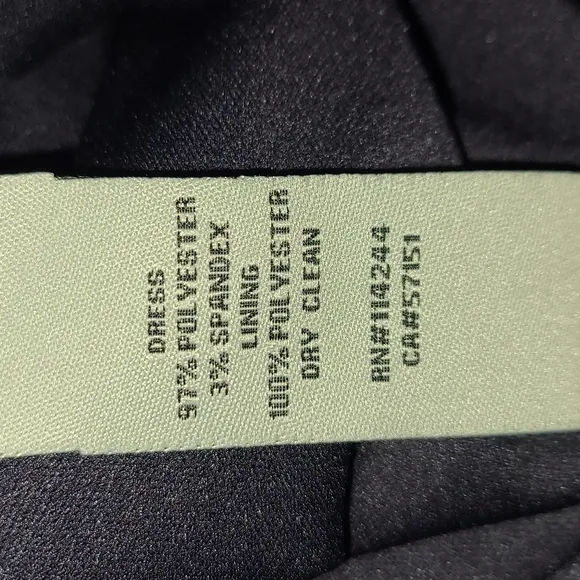 DRESS
97% POLYESTER
3% SPANDEX
LINING
100% POLYESTER
DRY CLEAN
RN#114244
CA#57151